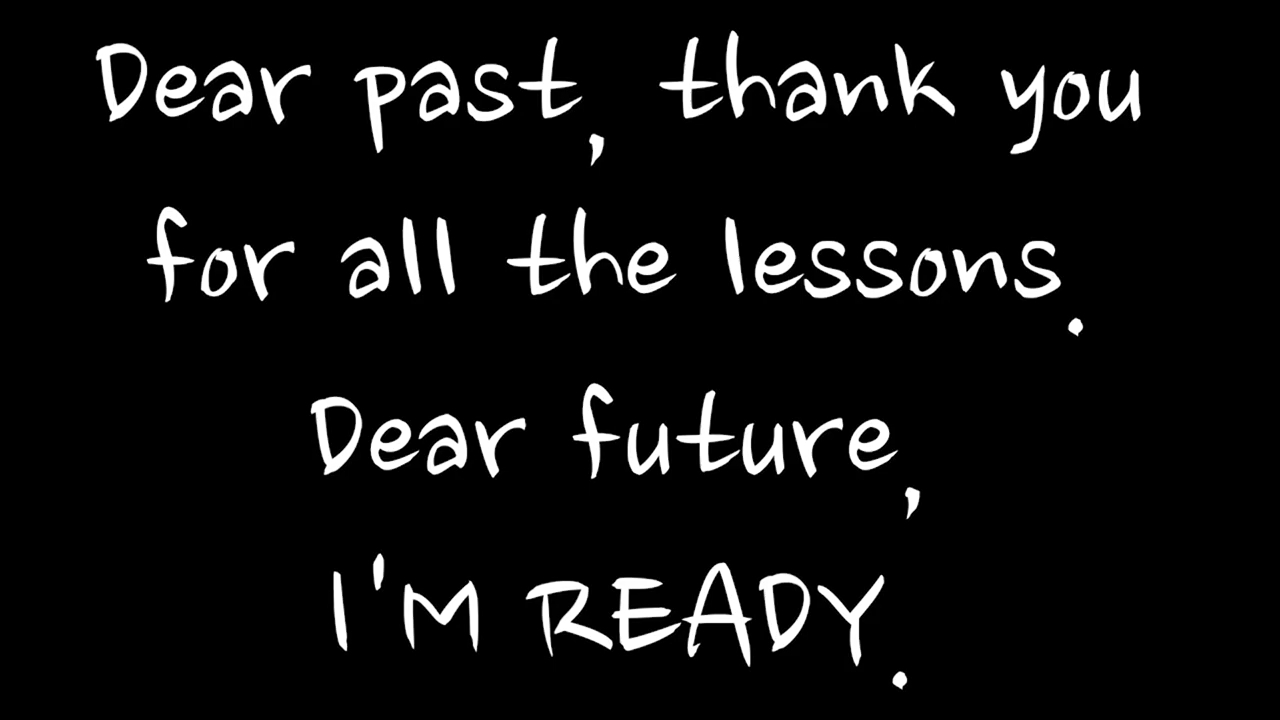 Dear past, thank you
for all the lessons.
Dear future,
I'M READY.